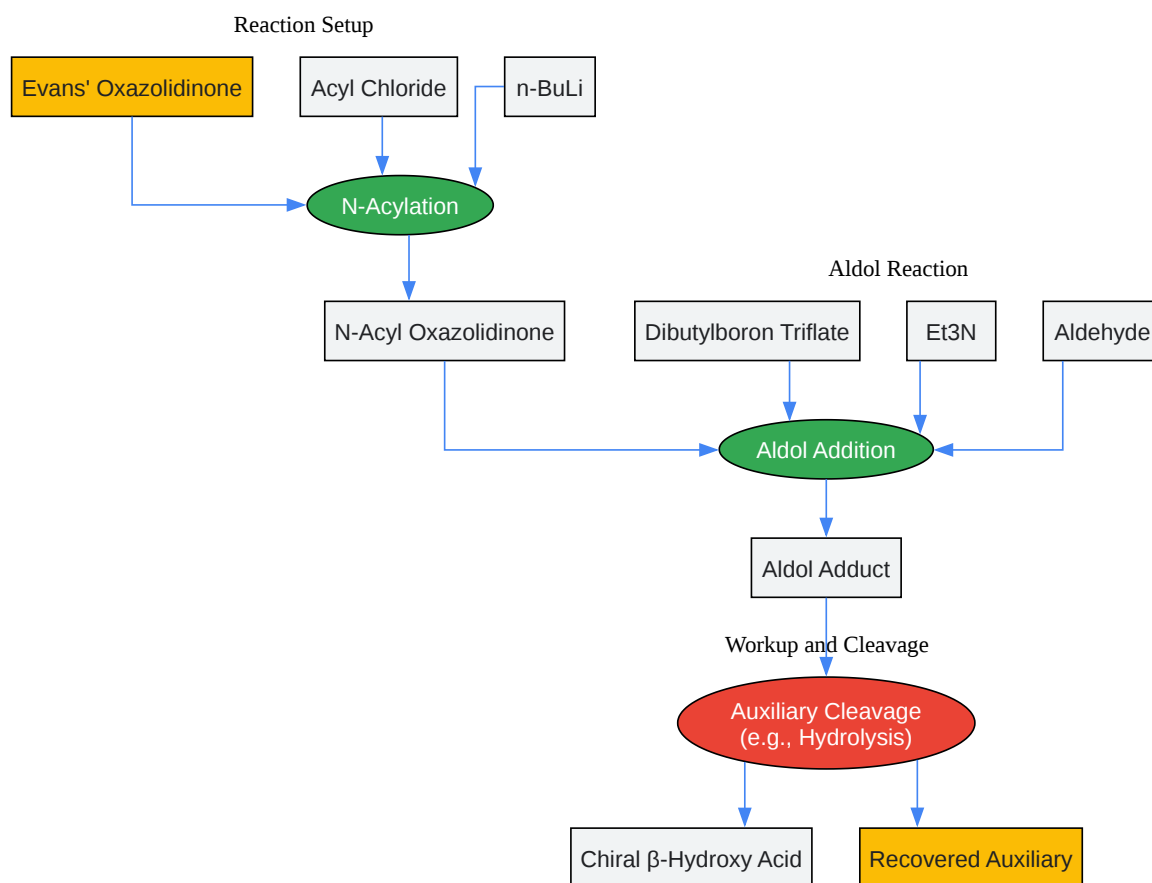 Reaction Setup
Evans' Oxazolidinone
Acyl Chloride
n-BuLi
N-Acylation
Aldol Reaction
N-Acyl Oxazolidinone
Dibutylboron Triflate
Et3N
Aldehyde
Aldol Addition
Aldol Adduct
Workup and Cleavage
Auxiliary Cleavage
(e.g., Hydrolysis)
Chiral β-Hydroxy Acid
Recovered Auxiliary